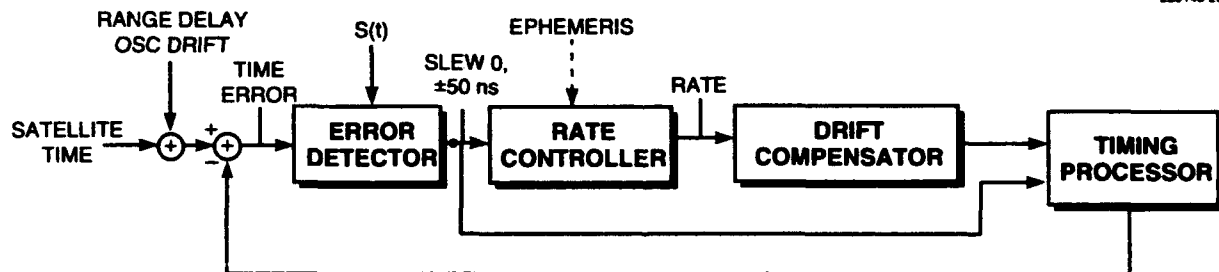 RANGE DELAY
OSC DRIFT
S(t)
EPHEMERIS
TIME
ERROR
SLEW 0,
±50 ns
RATE
SATELLITE
TIME
+
+
+
−
ERROR
DETECTOR
RATE
CONTROLLER
DRIFT
COMPENSATOR
TIMING
PROCESSOR